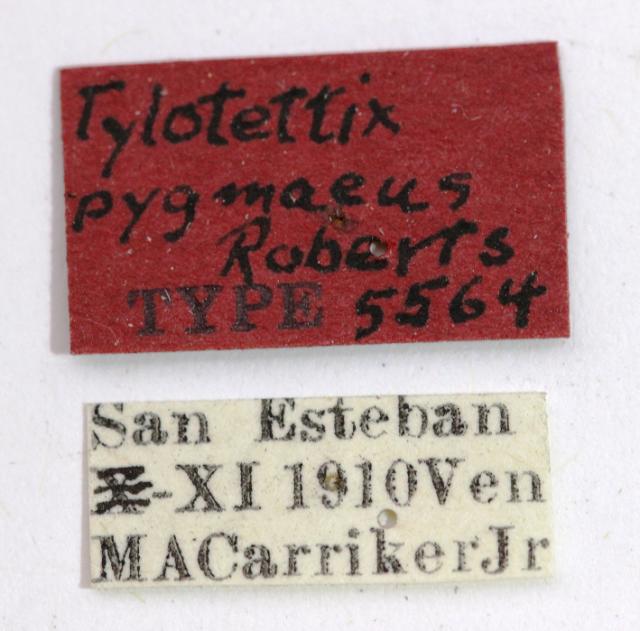 Tylotettix
pygmaeus
Roberts
TYPE 5564
San Esteban
-XI 1910Ven
MACarrikerJr